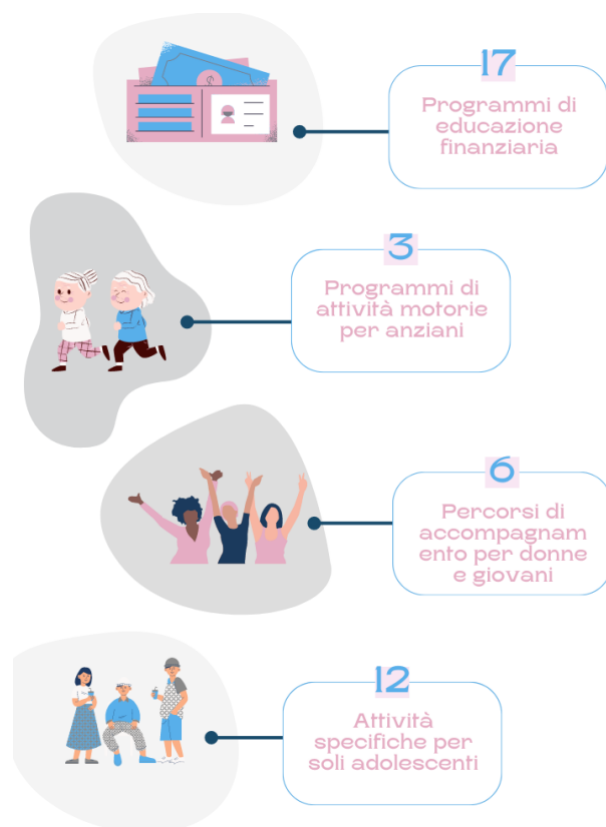 17
Programmi di
educazione
finanziaria
3
Programmi di
attività motorie
per anziani
6
Percorsi di
accompagnam
ento per donne
e giovani
12
Attività
specifiche per
soli adolescenti